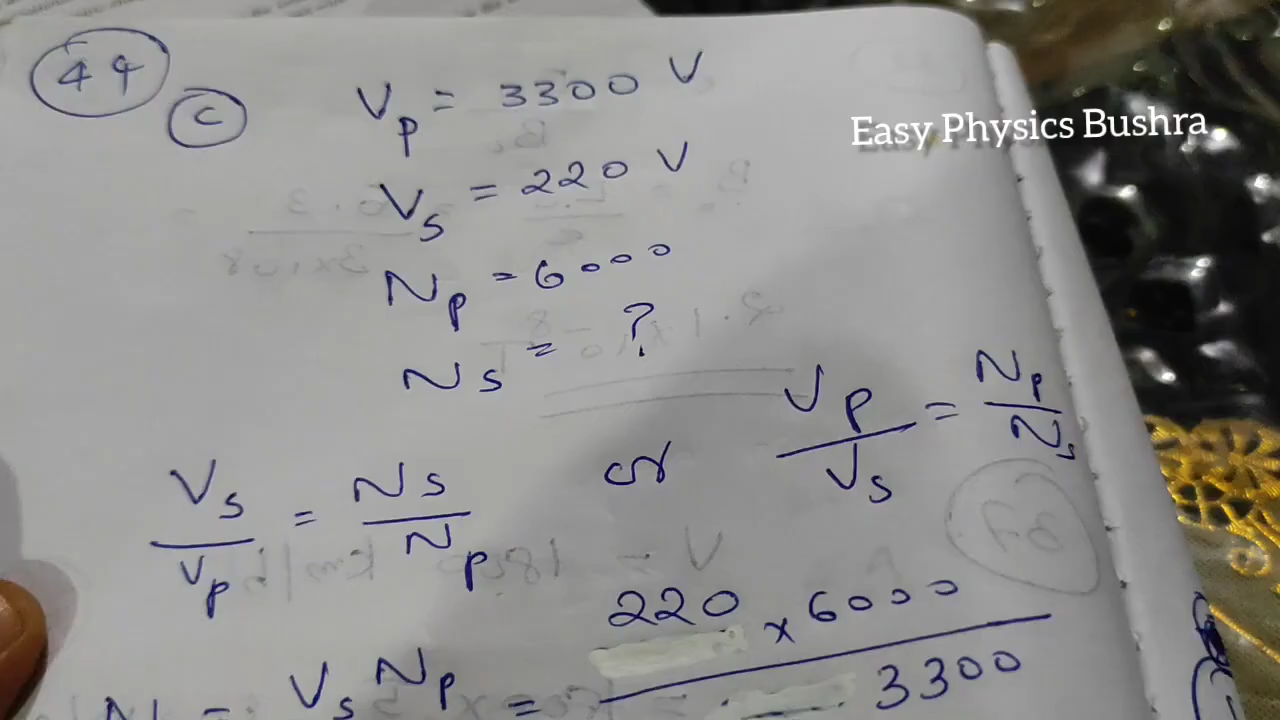 44
C
Vp = 3300 V
Easy Physics Bushra
Vs = 220 V
Np = 6000
Ns = ?
Vs/Vp = Ns/Np or Vp/Vs = Np/Ns
Ns = Vs Np = 220 x 6000 / 3300